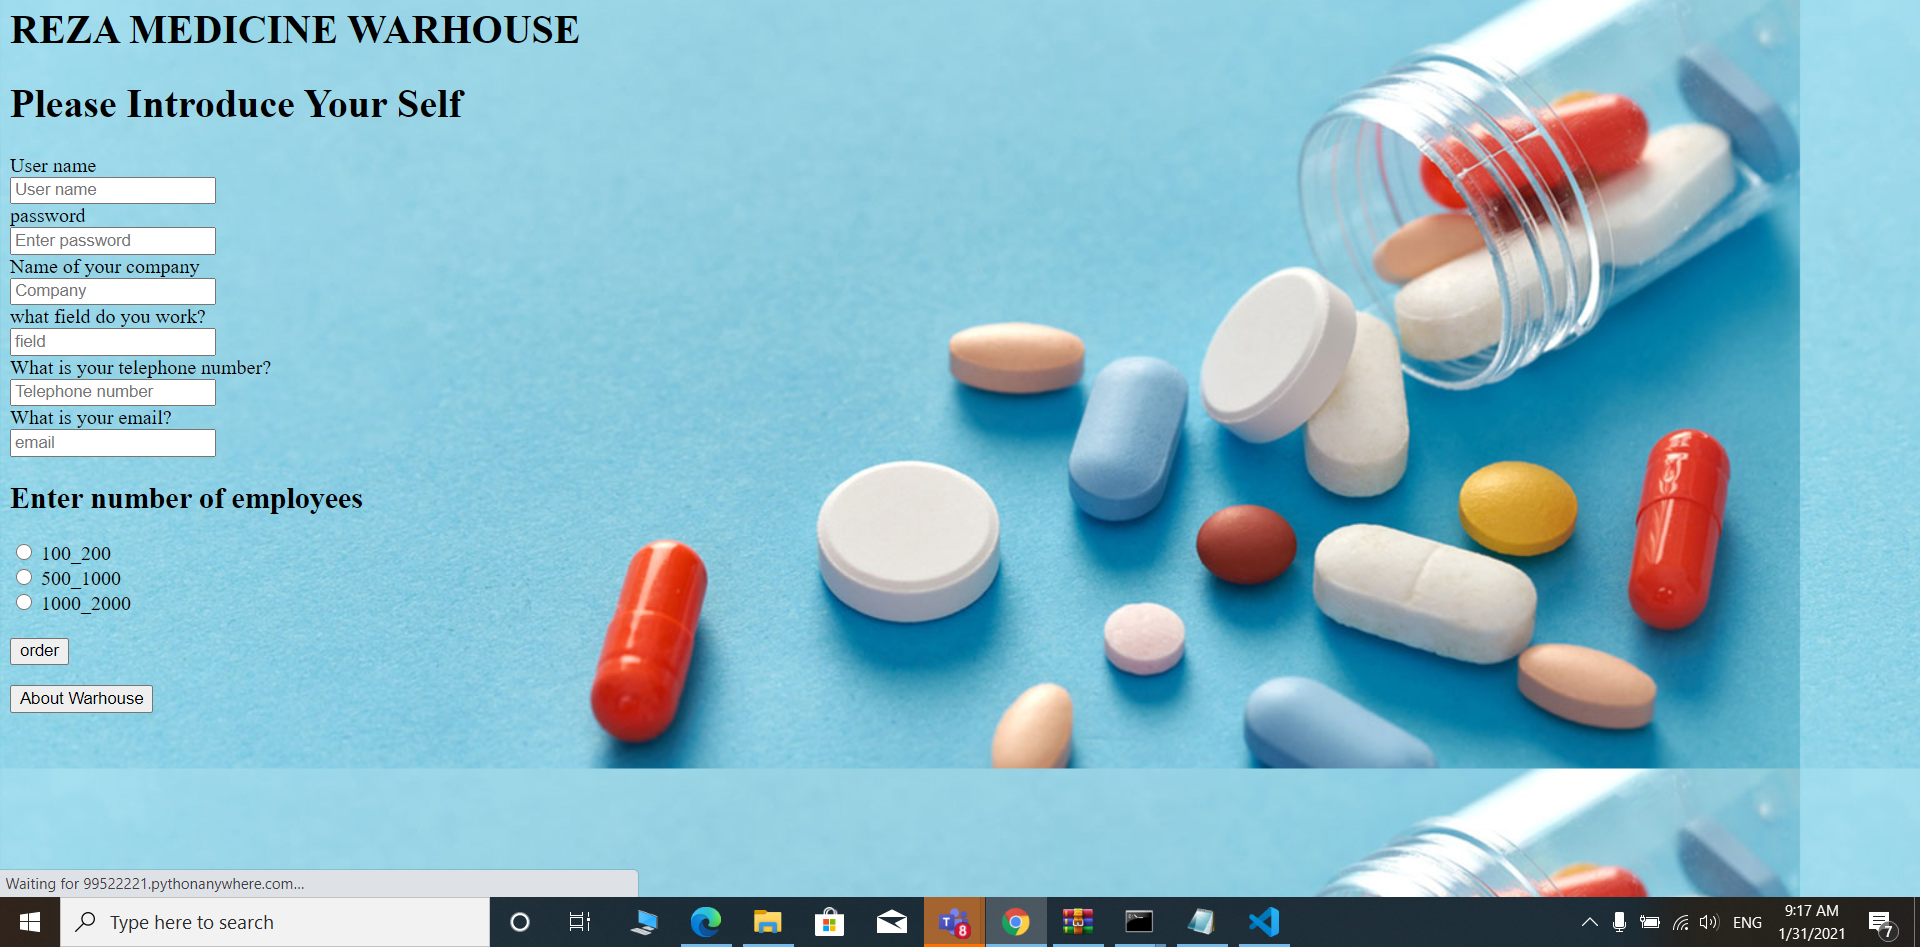 REZA MEDICINE WARHOUSE
Please Introduce Your Self
User name
User name
password
Enter password
Name of your company
Company
what field do you work?
field
What is your telephone number?
Telephone number
What is your email?
email
Enter number of employees
100_200
500_1000
1000_2000
order
About Warhouse
Waiting for 99522221.pythonanywhere.com...
Type here to search
T
8
ENG
9:17 AM
1/31/2021
7